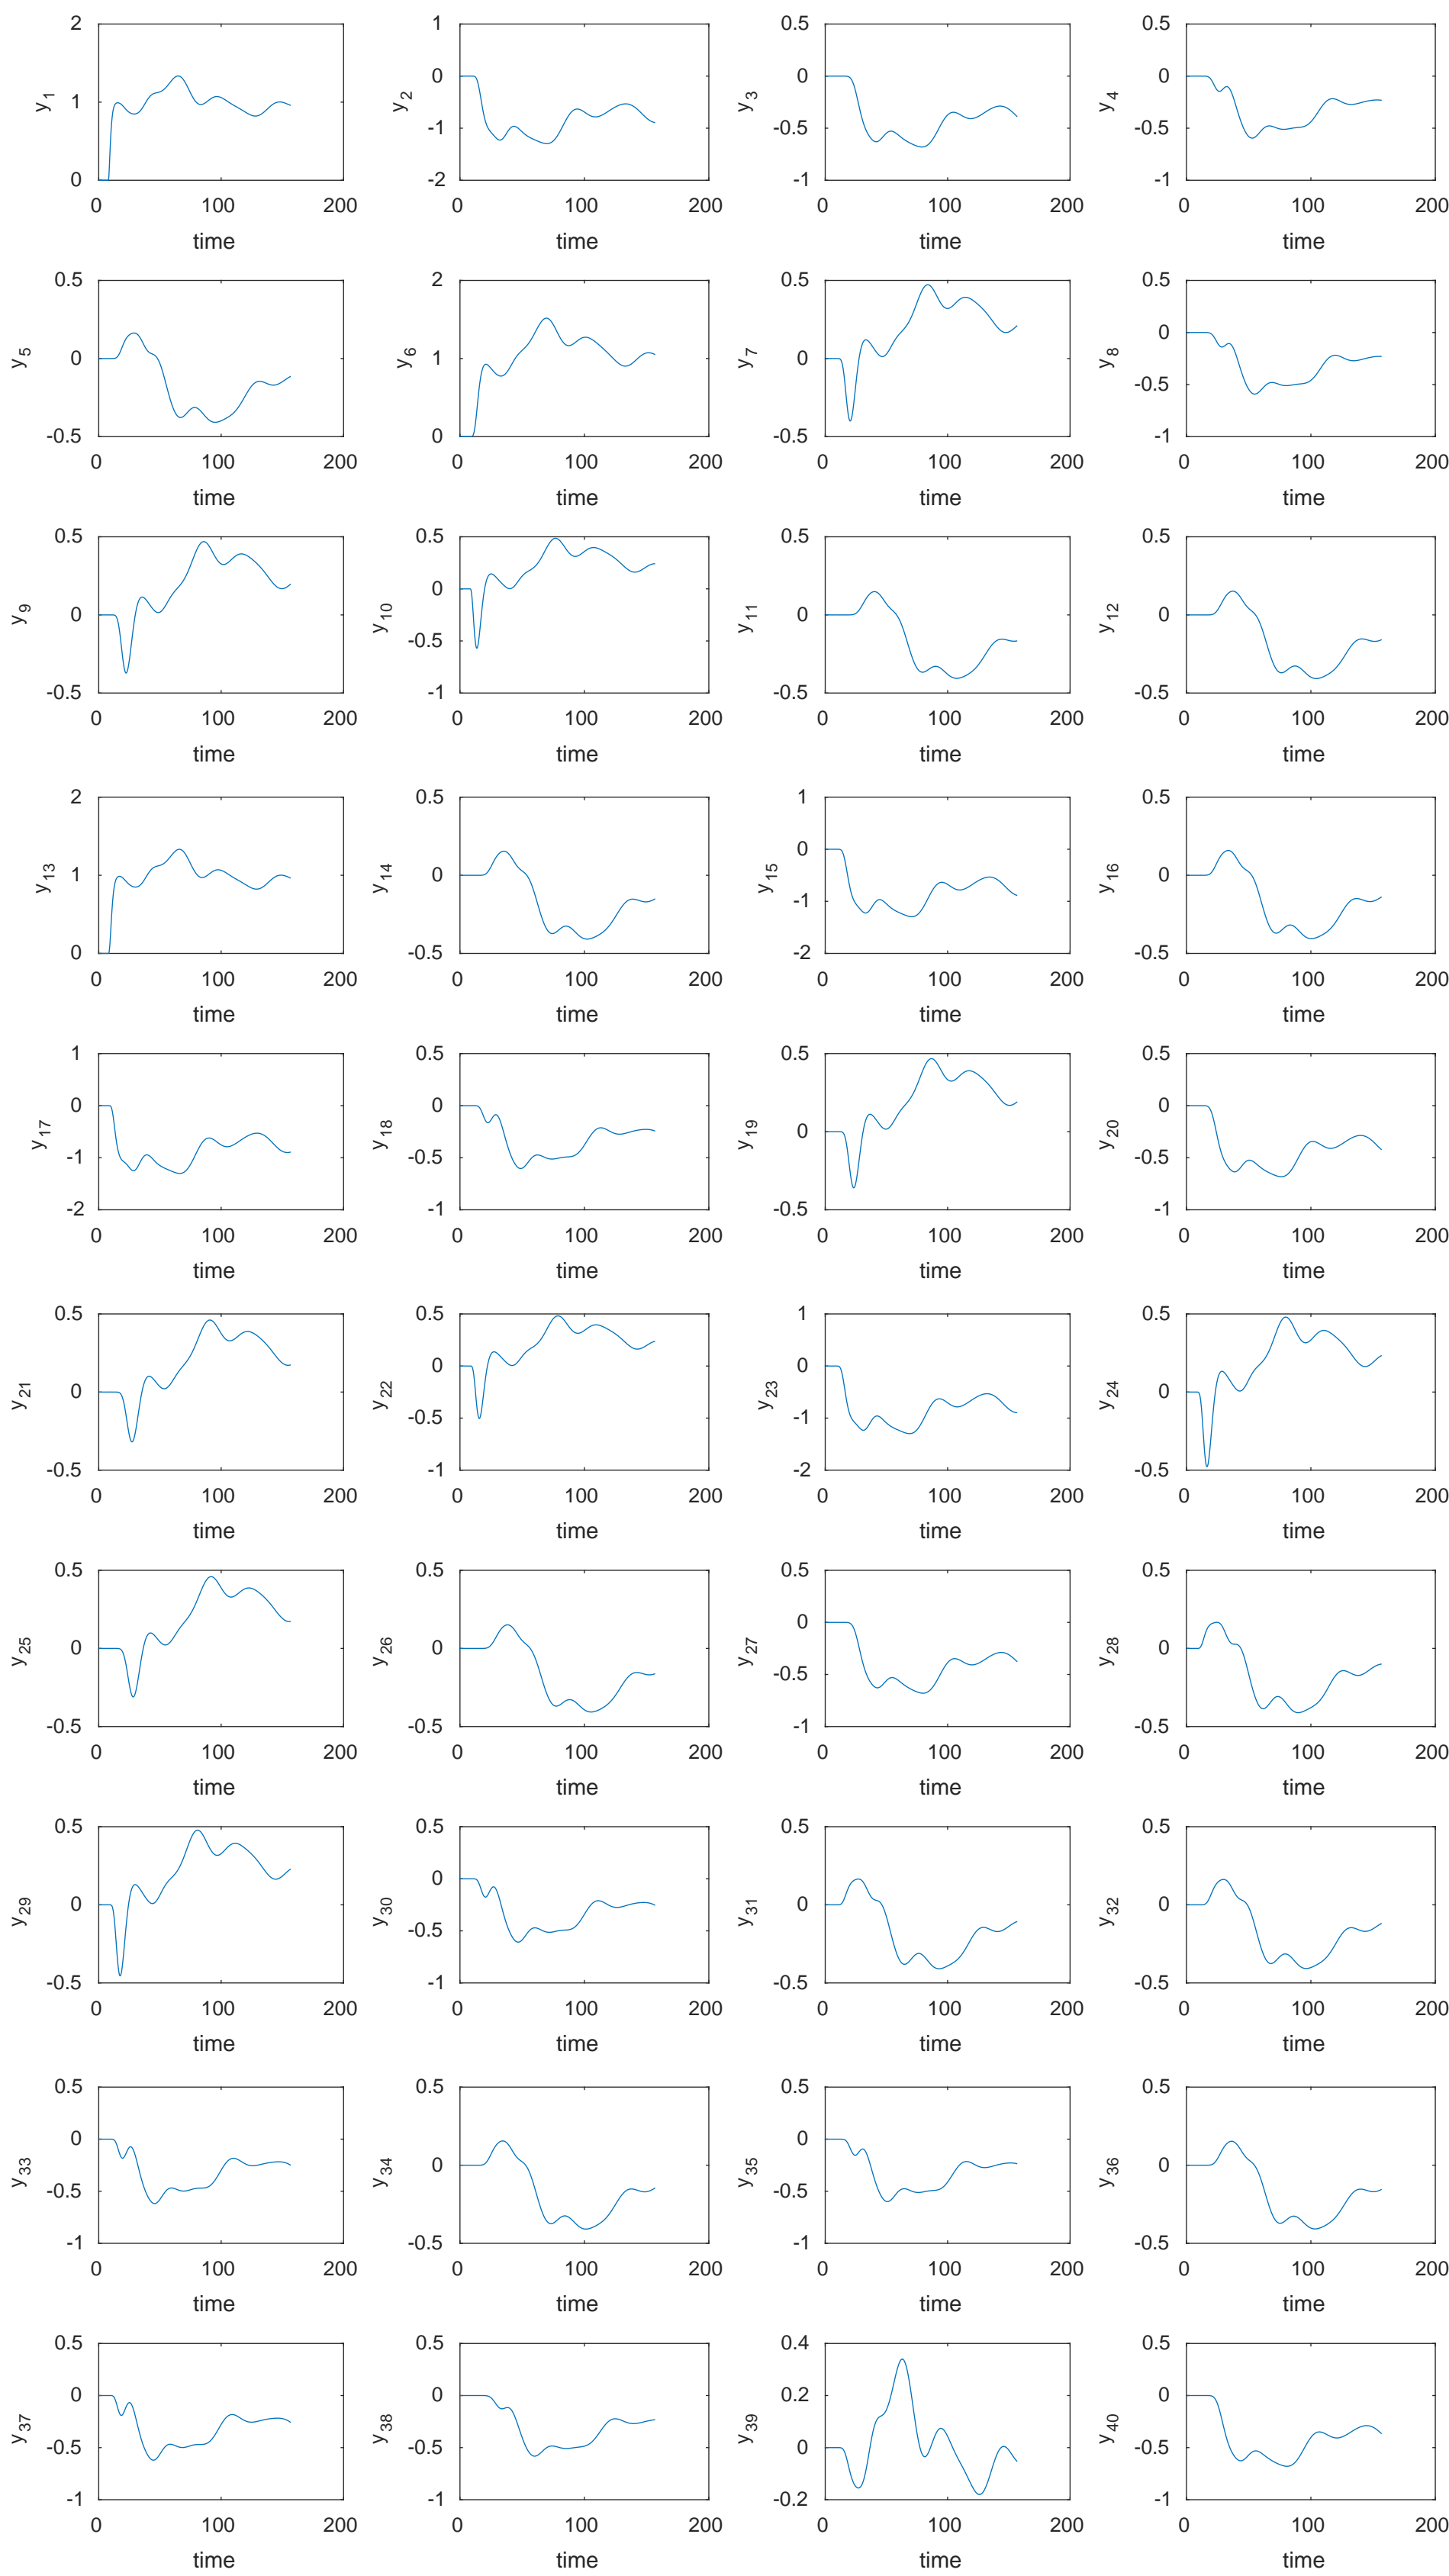 2 1 0.5 0.5
0 0 0
y1 1 y2 y3 y4
-1 -0.5 -0.5
0 -2 -1 -1
0 100 200 0 100 200 0 100 200 0 100 200
time time time time
0.5 2 0.5 0.5
0
y5 0 y6 1 y7 0 y8
-0.5
-0.5 0 -0.5 -1
0 100 200 0 100 200 0 100 200 0 100 200
time time time time
0.5 0.5 0.5 0.5
0
y9 0 y10 y11 0 y12 0
-0.5
-0.5 -1 -0.5 -0.5
0 100 200 0 100 200 0 100 200 0 100 200
time time time time
2 0.5 1 0.5
0
y13 1 y14 0 y15 y16 0
-1
0 -0.5 -2 -0.5
0 100 200 0 100 200 0 100 200 0 100 200
time time time time
1 0.5 0.5 0.5
0 0 0
y17 y18 y19 0 y20
-1 -0.5 -0.5
-2 -1 -0.5 -1
0 100 200 0 100 200 0 100 200 0 100 200
time time time time
0.5 0.5 1 0.5
0 0
y21 0 y22 y23 y24 0
-0.5 -1
-0.5 -1 -2 -0.5
0 100 200 0 100 200 0 100 200 0 100 200
time time time time
0.5 0.5 0.5 0.5
0
y25 0 y26 0 y27 y28 0
-0.5
-0.5 -0.5 -1 -0.5
0 100 200 0 100 200 0 100 200 0 100 200
time time time time
0.5 0.5 0.5 0.5
0
y29 0 y30 y31 0 y32 0
-0.5
-0.5 -1 -0.5 -0.5
0 100 200 0 100 200 0 100 200 0 100 200
time time time time
0.5 0.5 0.5 0.5
0 0
y33 y34 0 y35 y36 0
-0.5 -0.5
-1 -0.5 -1 -0.5
0 100 200 0 100 200 0 100 200 0 100 200
time time time time
0.5 0.5 0.4 0.5
0 0 0.2 0
y37 y38 y39 y40
-0.5 -0.5 0 -0.5
-1 -1 -0.2 -1
0 100 200 0 100 200 0 100 200 0 100 200
time time time time